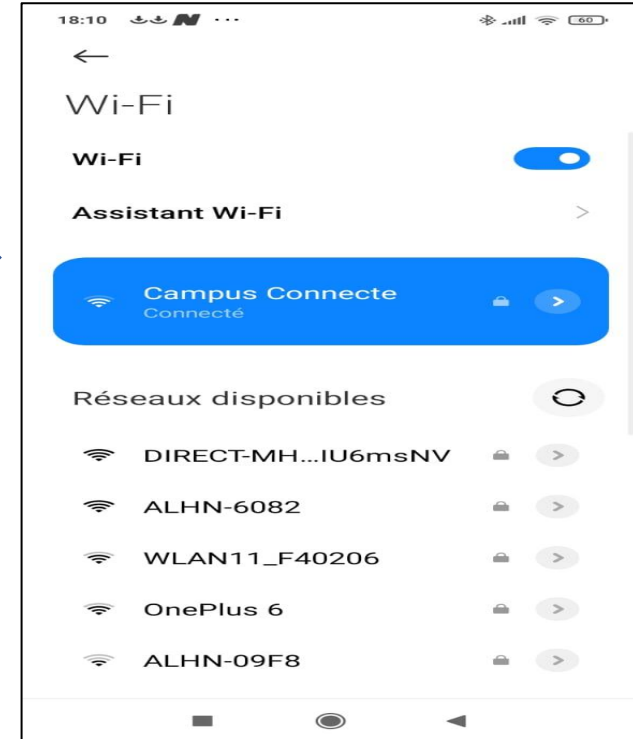 18:10 ...
60
Wi-Fi
Wi-Fi
Assistant Wi-Fi
Campus Connecte
Connecté
Réseaux disponibles
DIRECT-MH...IU6msNV
ALHN-6082
WLAN11_F40206
OnePlus 6
ALHN-09F8